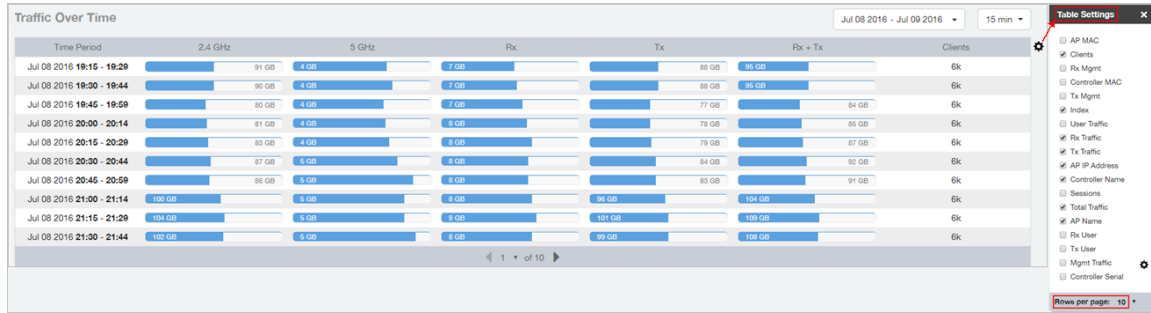 Traffic Over Time
Jul 08 2016 - Jul 09 2016
15 min
Time Period 2.4 GHz 5 GHz Rx Tx Rx + Tx Clients
Jul 08 2016 19:15 - 19:29 91 GB 4 GB 7 GB 88 GB 95 GB 6k
Jul 08 2016 19:30 - 19:44 90 GB 4 GB 7 GB 88 GB 95 GB 6k
Jul 08 2016 19:45 - 19:59 80 GB 4 GB 7 GB 77 GB 84 GB 6k
Jul 08 2016 20:00 - 20:14 81 GB 4 GB 8 GB 78 GB 85 GB 6k
Jul 08 2016 20:15 - 20:29 83 GB 4 GB 8 GB 79 GB 87 GB 6k
Jul 08 2016 20:30 - 20:44 87 GB 5 GB 8 GB 84 GB 92 GB 6k
Jul 08 2016 20:45 - 20:59 86 GB 5 GB 8 GB 83 GB 91 GB 6k
Jul 08 2016 21:00 - 21:14 100 GB 5 GB 8 GB 96 GB 104 GB 6k
Jul 08 2016 21:15 - 21:29 104 GB 5 GB 9 GB 101 GB 109 GB 6k
Jul 08 2016 21:30 - 21:44 102 GB 5 GB 8 GB 99 GB 108 GB 6k
1 of 10
Table Settings
AP MAC
Clients
Rx Mgmt
Controller MAC
Tx Mgmt
Index
User Traffic
Rx Traffic
Tx Traffic
AP IP Address
Controller Name
Sessions
Total Traffic
AP Name
Rx User
Tx User
Mgmt Traffic
Controller Serial
Rows per page: 10